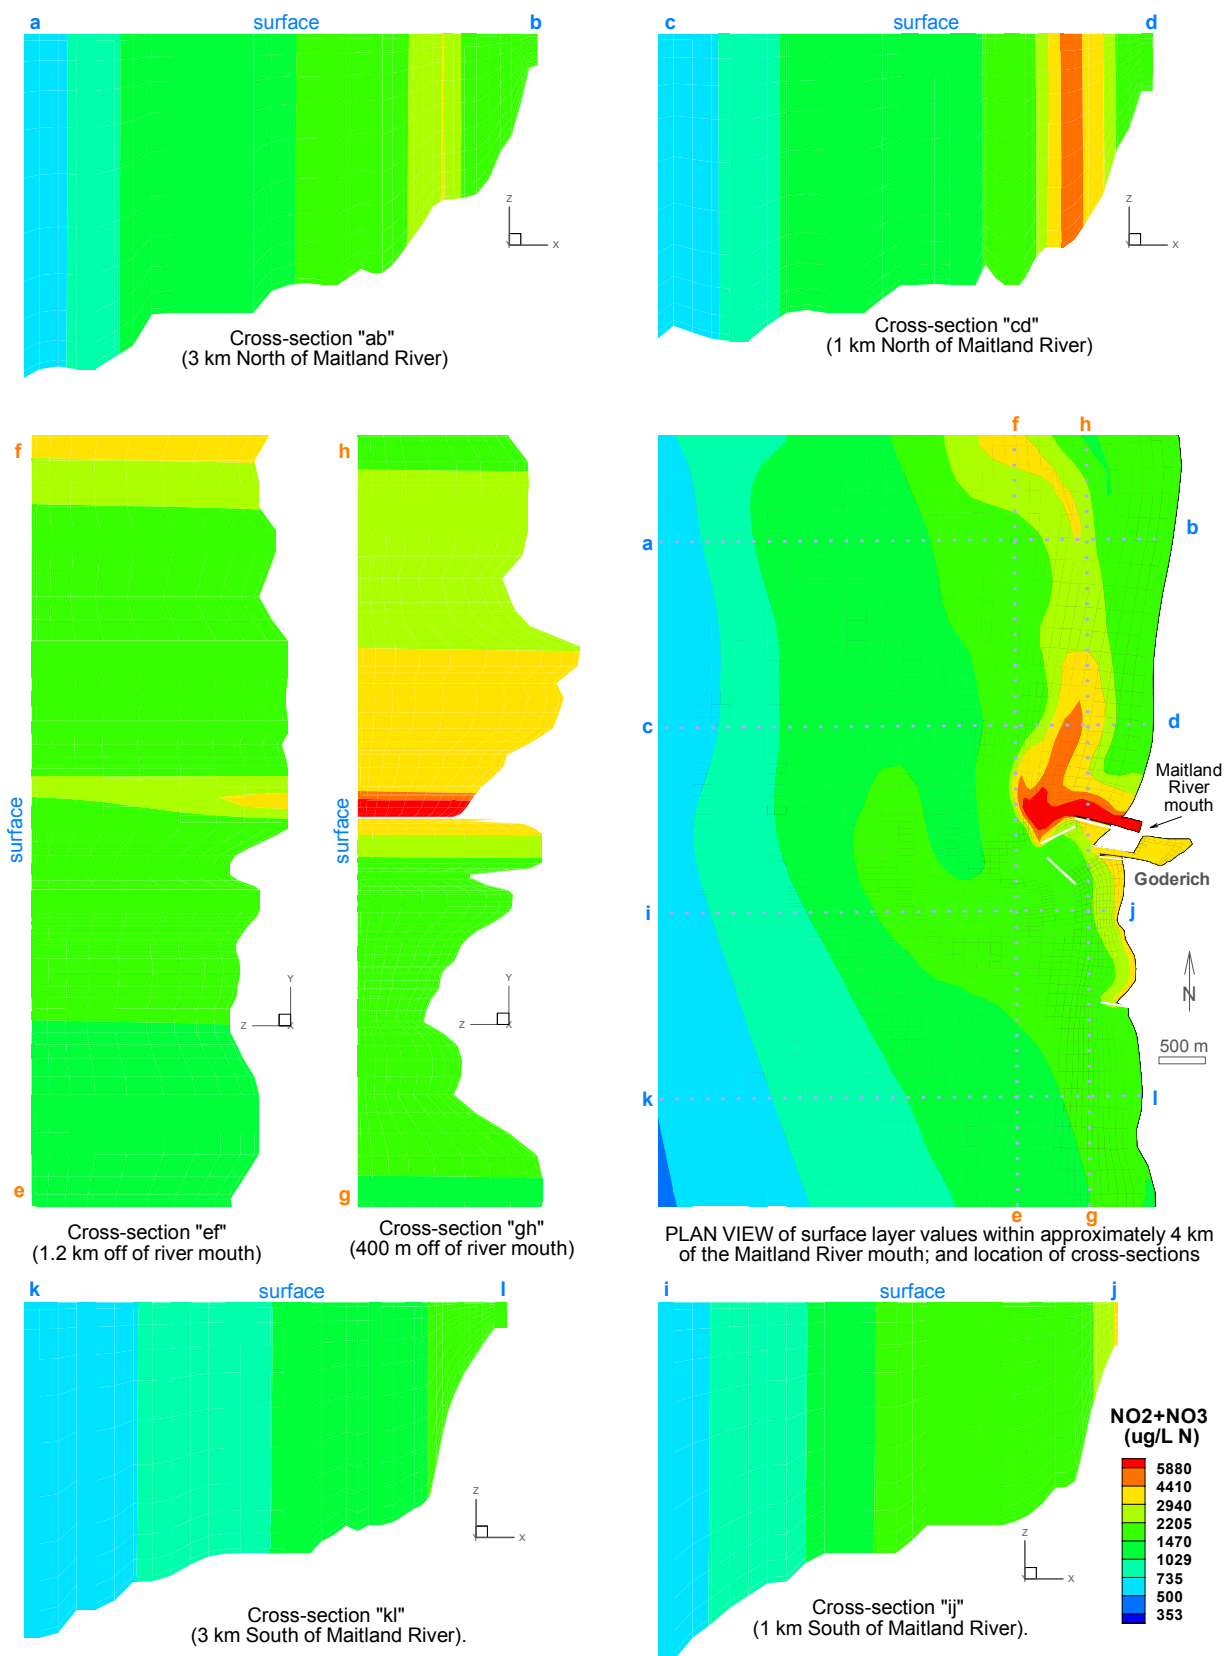 a surface b
c surface d
Z
X
Y
Z
X
Y
Cross-section "ab"
(3 km North of Maitland River)
Cross-section "cd"
(1 km North of Maitland River)
f
surface
e
Y
Z
X
Cross-section "ef"
(1.2 km off of river mouth)
h
surface
g
Y
Z
X
Cross-section "gh"
(400 m off of river mouth)
f h
a b
c d
Maitland
River
mouth
Goderich
i j
N
500 m
k l
e g
PLAN VIEW of surface layer values within approximately 4 km
of the Maitland River mouth; and location of cross-sections
k surface l
Z
X
Y
Cross-section "kl"
(3 km South of Maitland River).
i surface j
Z
X
Y
Cross-section "ij"
(1 km South of Maitland River).
NO2+NO3
(ug/L N)
5880
4410
2940
2205
1470
1029
735
500
353